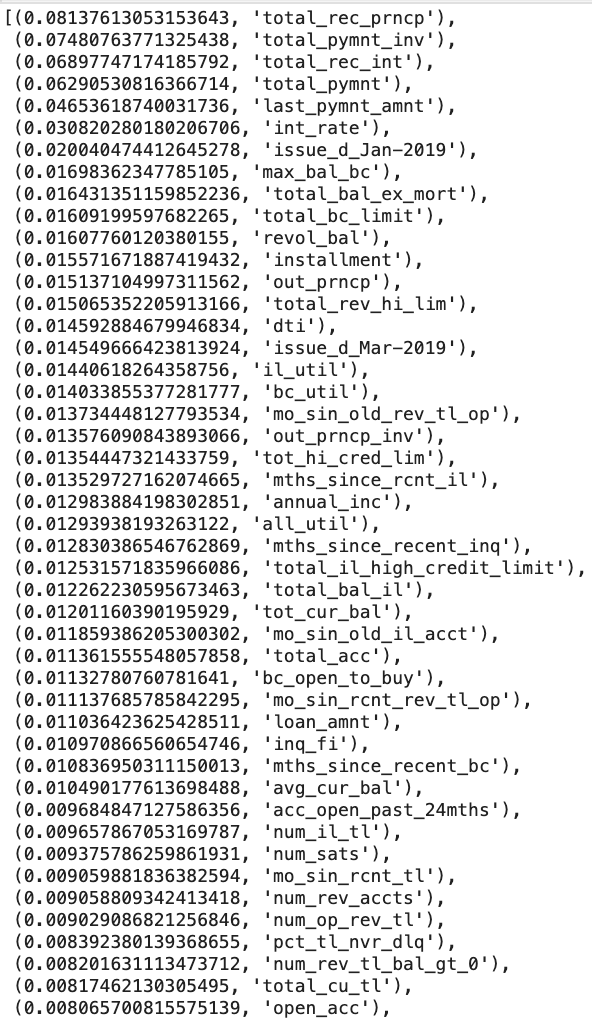 [(0.08137613053153643, 'total_rec_prncp'),
(0.07480763771325438, 'total_pymnt_inv'),
(0.06897747174185792, 'total_rec_int'),
(0.06290530816366714, 'total_pymnt'),
(0.04653618740031736, 'last_pymnt_amnt'),
(0.030820280180206706, 'int_rate'),
(0.020040474412645278, 'issue_d_Jan-2019'),
(0.01698362347785105, 'max_bal_bc'),
(0.016431351159852236, 'total_bal_ex_mort'),
(0.01609199597682265, 'total_bc_limit'),
(0.01607760120380155, 'revol_bal'),
(0.015571671887419432, 'installment'),
(0.015137104997311562, 'out_prncp'),
(0.015065352205913166, 'total_rev_hi_lim'),
(0.014592884679946834, 'dti'),
(0.014549666423813924, 'issue_d_Mar-2019'),
(0.01440618264358756, 'il_util'),
(0.014033855377281777, 'bc_util'),
(0.013734448127793534, 'mo_sin_old_rev_tl_op'),
(0.013576090843893066, 'out_prncp_inv'),
(0.01354447321433759, 'tot_hi_cred_lim'),
(0.013529727162074665, 'mths_since_rcnt_il'),
(0.012983884198302851, 'annual_inc'),
(0.01293938193263122, 'all_util'),
(0.012830386546762869, 'mths_since_recent_inq'),
(0.012531571835966086, 'total_il_high_credit_limit'),
(0.012262230595673463, 'total_bal_il'),
(0.01201160390195929, 'tot_cur_bal'),
(0.011859386205300302, 'mo_sin_old_il_acct'),
(0.011361555548057858, 'total_acc'),
(0.01132780760781641, 'bc_open_to_buy'),
(0.011137685785842295, 'mo_sin_rcnt_rev_tl_op'),
(0.011036423625428511, 'loan_amnt'),
(0.010970866560654746, 'inq_fi'),
(0.010836950311150013, 'mths_since_recent_bc'),
(0.010490177613698488, 'avg_cur_bal'),
(0.009684847127586356, 'acc_open_past_24mths'),
(0.009657867053169787, 'num_il_tl'),
(0.009375786259861931, 'num_sats'),
(0.009059881836382594, 'mo_sin_rcnt_tl'),
(0.009058809342413418, 'num_rev_accts'),
(0.009029086821256846, 'num_op_rev_tl'),
(0.008392380139368655, 'pct_tl_nvr_dlq'),
(0.008201631113473712, 'num_rev_tl_bal_gt_0'),
(0.00817462130305495, 'total_cu_tl'),
(0.008065700815575139, 'open_acc'),